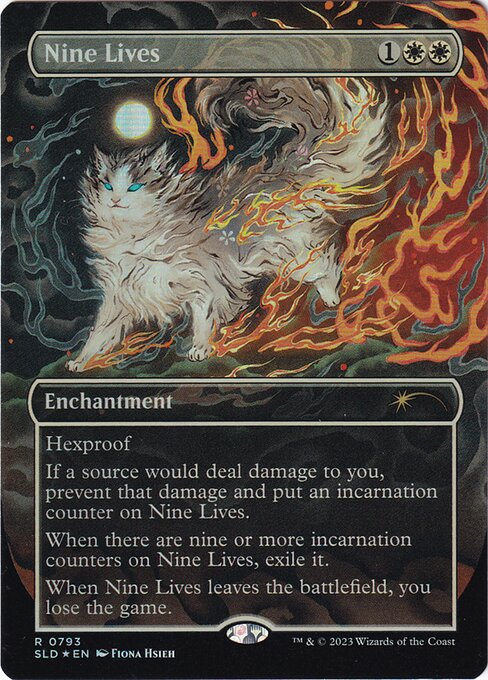 Nine Lives 1
Enchantment
Hexproof
If a source would deal damage to you,
prevent that damage and put an incarnation
counter on Nine Lives.
When there are nine or more incarnation
counters on Nine Lives, exile it.
When Nine Lives leaves the battlefield, you
lose the game.
R 0793
SLD ★ EN Fiona Hsieh
™ & © 2023 Wizards of the Coast